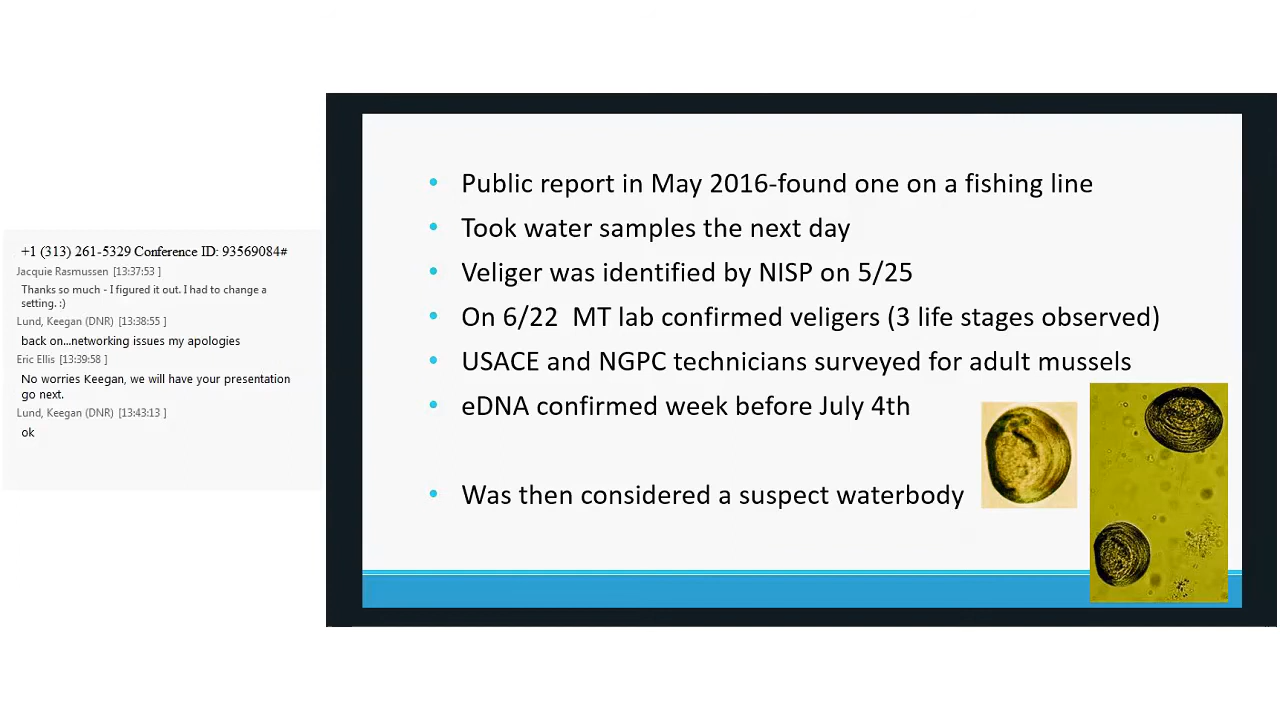 +1 (313) 261-5329 Conference ID: 93569084#
Jacquie Rasmussen [13:37:53 ]
Thanks so much - I figured it out. I had to change a
setting. :)
Lund, Keegan (DNR) [13:38:55 ]
back on...networking issues my apologies
Eric Ellis [13:39:58 ]
No worries Keegan, we will have your presentation
go next.
Lund, Keegan (DNR) [13:43:13 ]
ok
• Public report in May 2016-found one on a fishing line
• Took water samples the next day
• Veliger was identified by NISP on 5/25
• On 6/22  MT lab confirmed veligers (3 life stages observed)
• USACE and NGPC technicians surveyed for adult mussels
• eDNA confirmed week before July 4th
• Was then considered a suspect waterbody